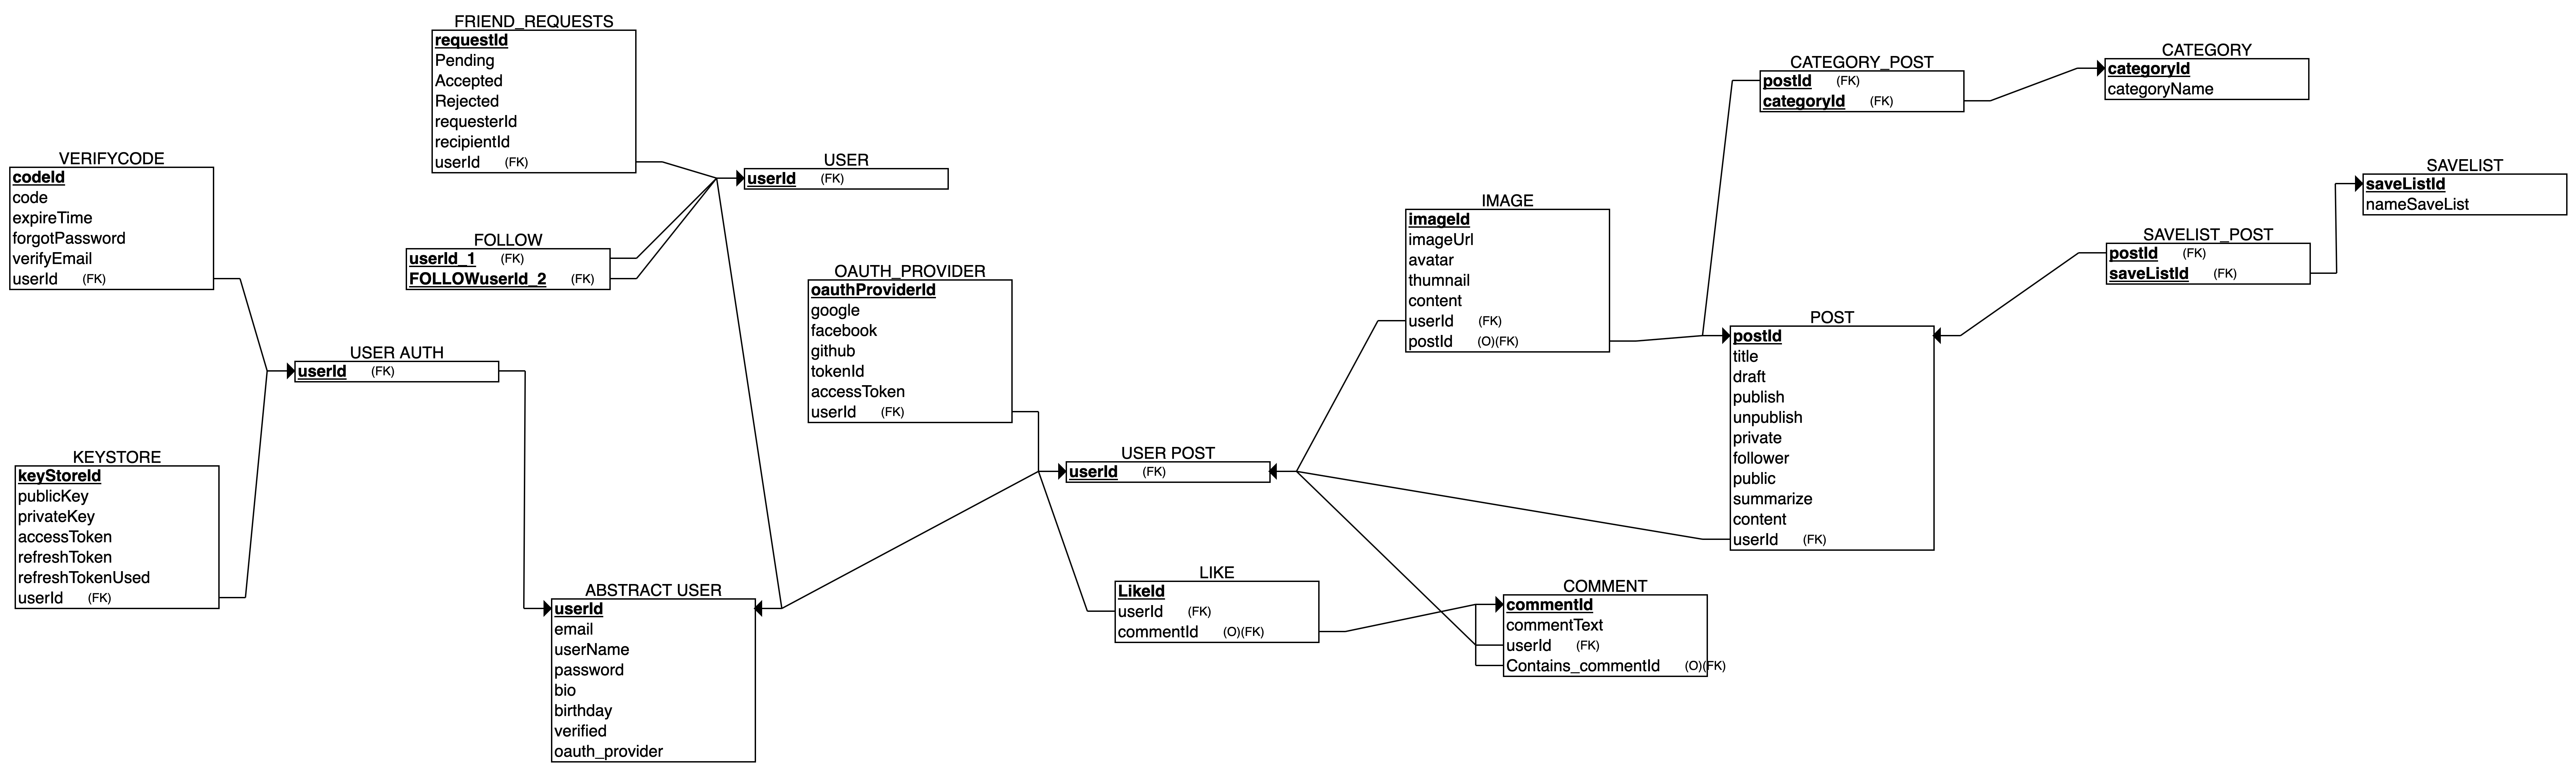 FRIEND_REQUESTS
requestId
Pending
Accepted
Rejected
requesterId
recipientId
userId (FK)
VERIFYCODE
codeId
code
expireTime
forgotPassword
verifyEmail
userId (FK)
USER
userId (FK)
FOLLOW
userId_1 (FK)
FOLLOWuserId_2 (FK)
USER AUTH
userId (FK)
KEYSTORE
keyStoreId
publicKey
privateKey
accessToken
refreshToken
refreshTokenUsed
userId (FK)
ABSTRACT USER
userId
email
userName
password
bio
birthday
verified
oauth_provider
OAUTH_PROVIDER
oauthProviderId
google
facebook
github
tokenId
accessToken
userId (FK)
USER POST
userId (FK)
LIKE
LikeId
userId (FK)
commentId (O)(FK)
COMMENT
commentId
commentText
userId (FK)
Contains_commentId (O)(FK)
IMAGE
imageId
imageUrl
avatar
thumnail
content
userId (FK)
postId (O)(FK)
CATEGORY_POST
postId (FK)
categoryId (FK)
CATEGORY
categoryId
categoryName
POST
postId
title
draft
publish
unpublish
private
follower
public
summarize
content
userId (FK)
SAVELIST_POST
postId (FK)
saveListId (FK)
SAVELIST
saveListId
nameSaveList